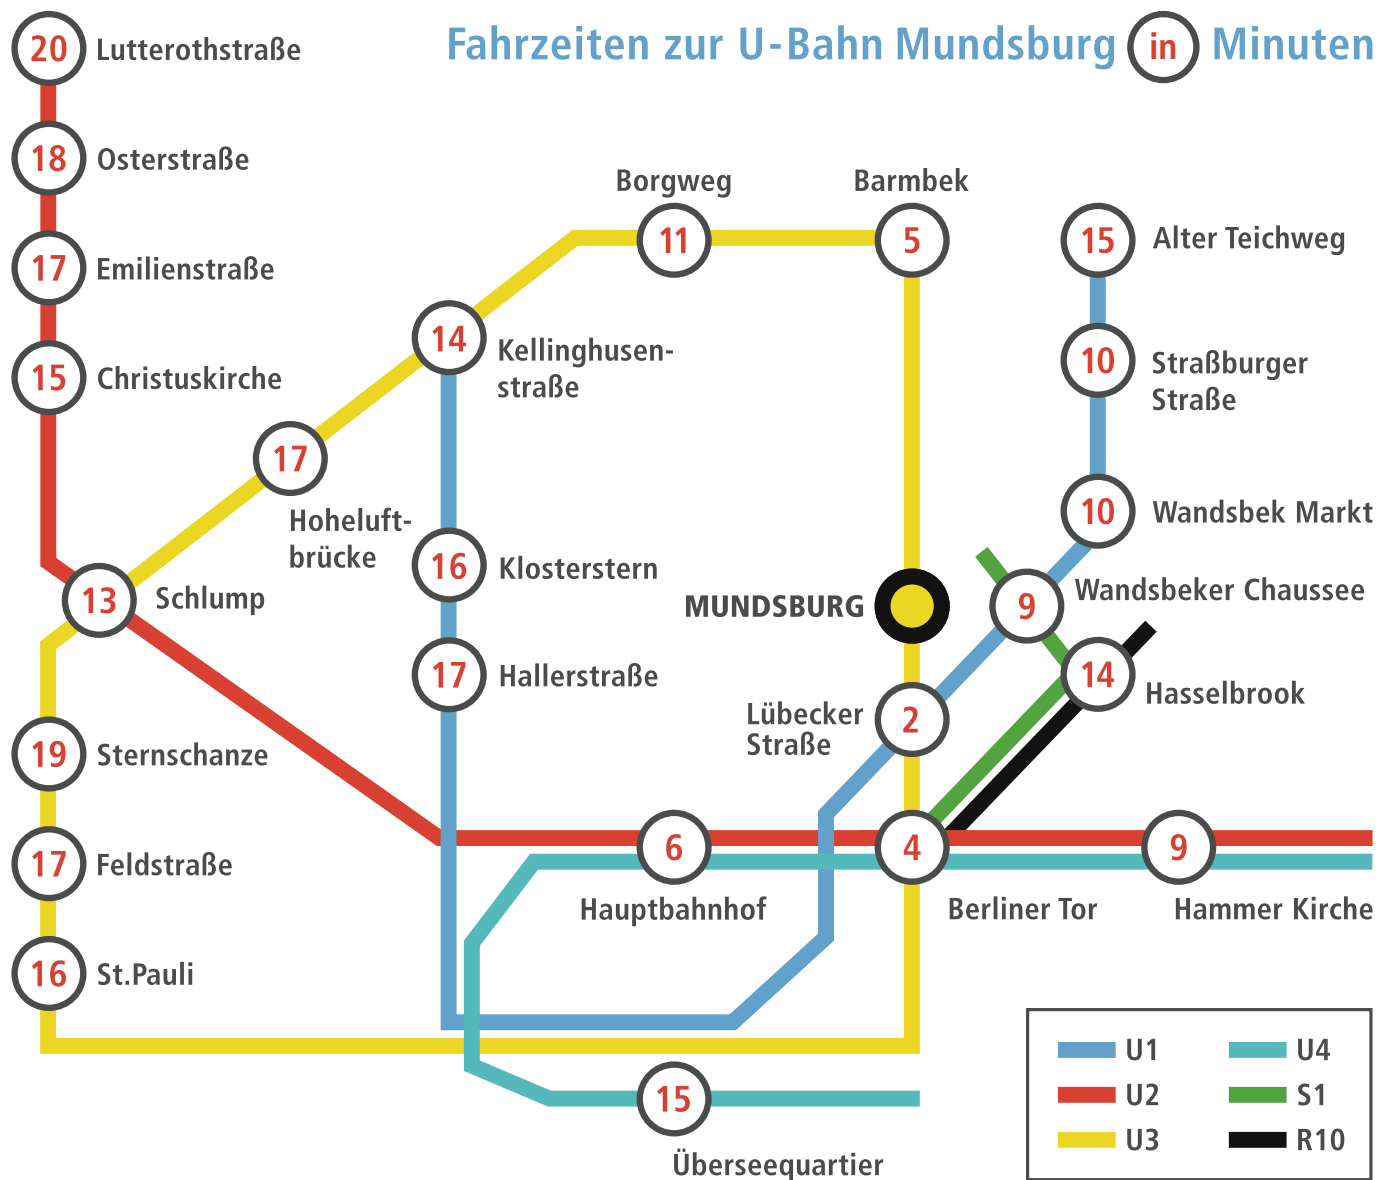 Fahrzeiten zur U-Bahn Mundsburg in Minuten
20 Lutterothstraße
18 Osterstraße
Borgweg
Barmbek
17 Emilienstraße
11
5
15 Alter Teichweg
14 Kellinghusen-
straße
10 Straßburger
Straße
15 Christuskirche
17
Hoheluft-
brücke
10 Wandsbek Markt
16 Klosterstern
13 Schlump
MUNDSBURG
9 Wandsbeker Chaussee
17 Hallerstraße
14 Hasselbrook
Lübecker
Straße
2
19 Sternschanze
17 Feldstraße
6
Hauptbahnhof
4
Berliner Tor
9
Hammer Kirche
16 St.Pauli
15
Überseequartier
U1 U4
U2 S1
U3 R10